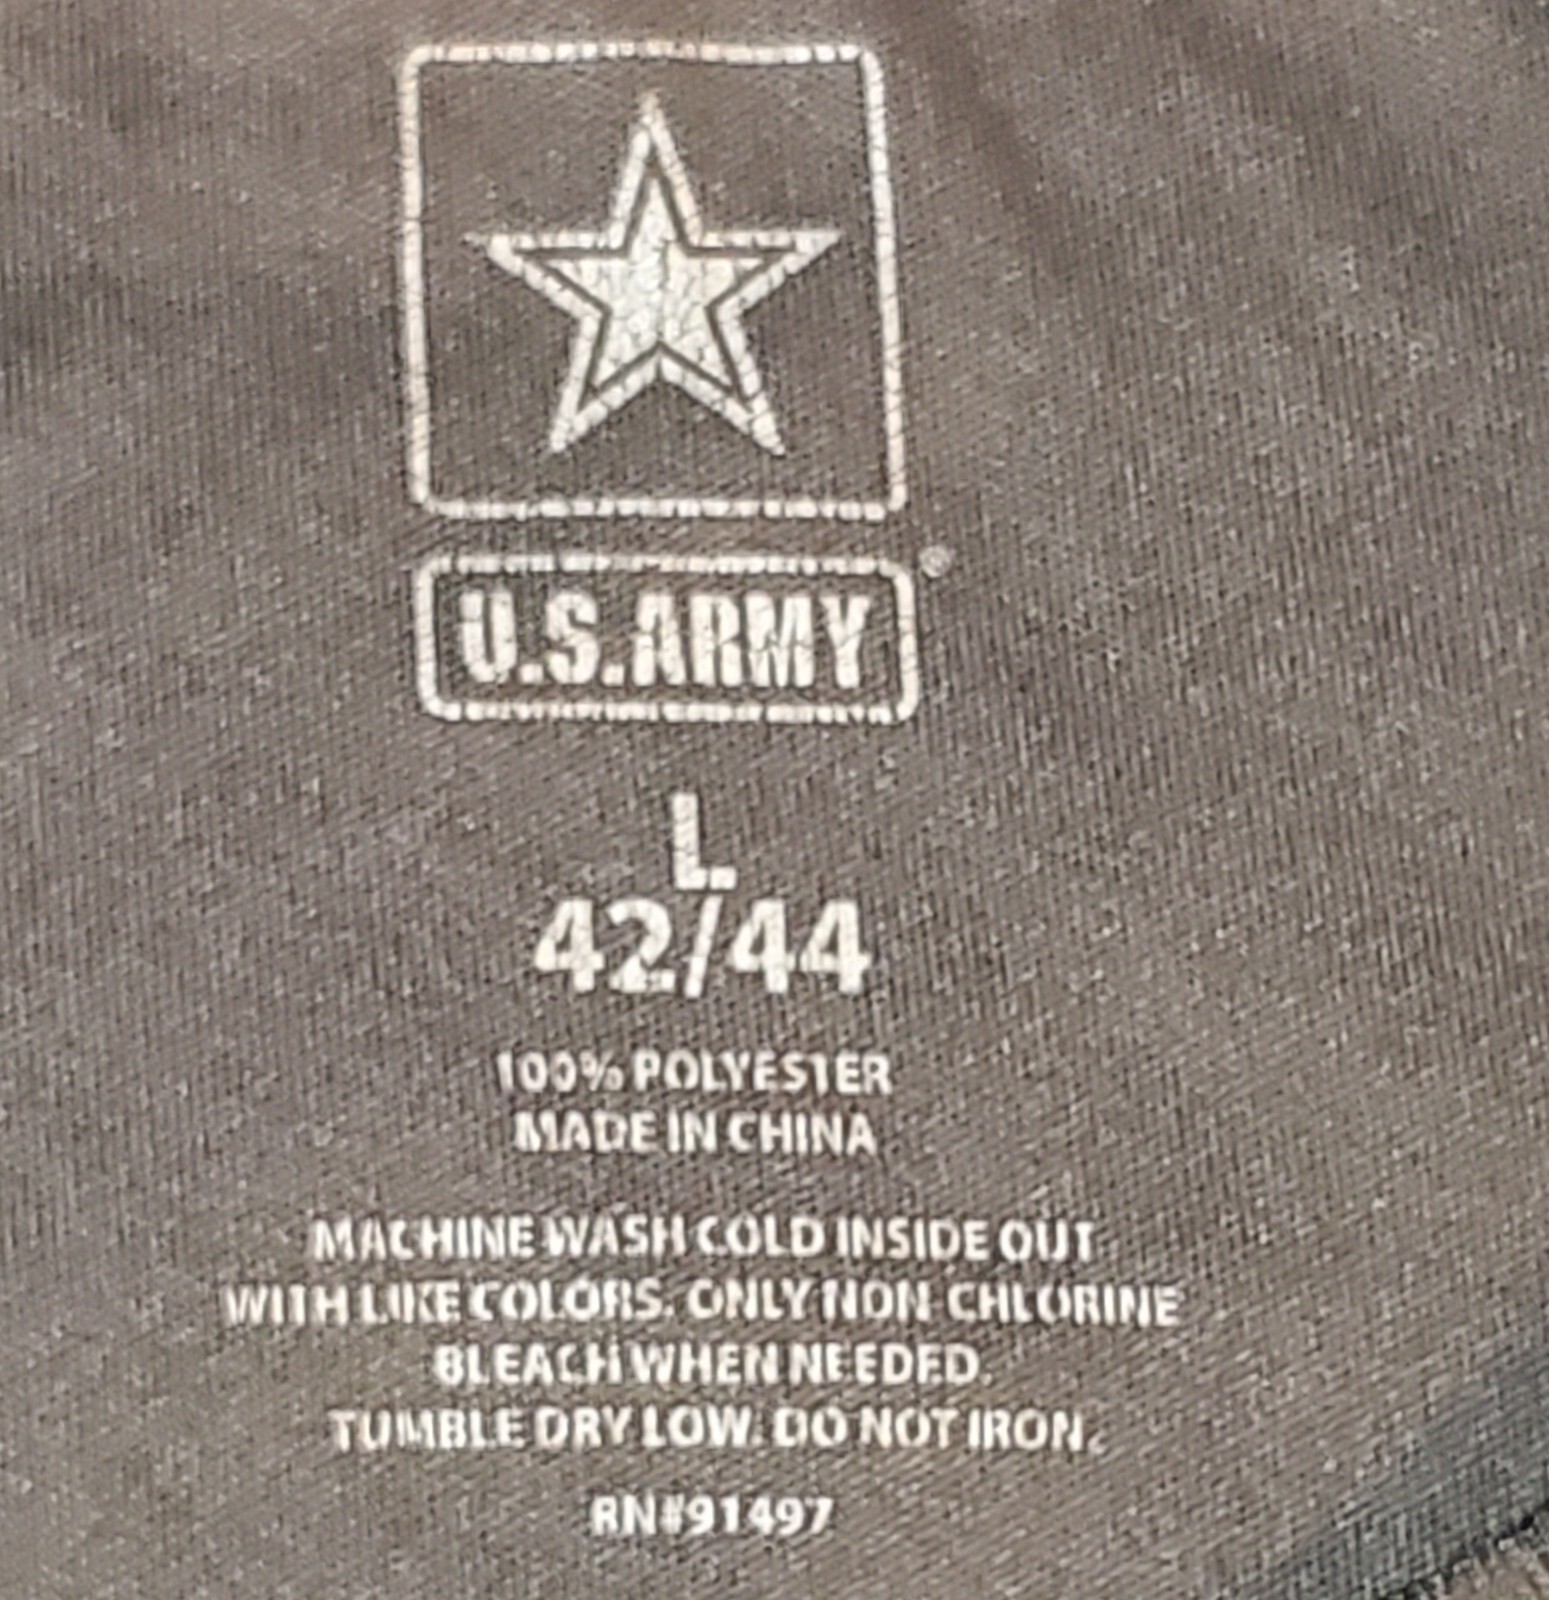 U.S.ARMY
L
42/44
100% POLYESTER
MADE IN CHINA
MACHINE WASH COLD INSIDE OUT
WITH LIKE COLORS. ONLY NON-CHLORINE
BLEACH WHEN NEEDED.
TUMBLE DRY LOW. DO NOT IRON.
RN#91497